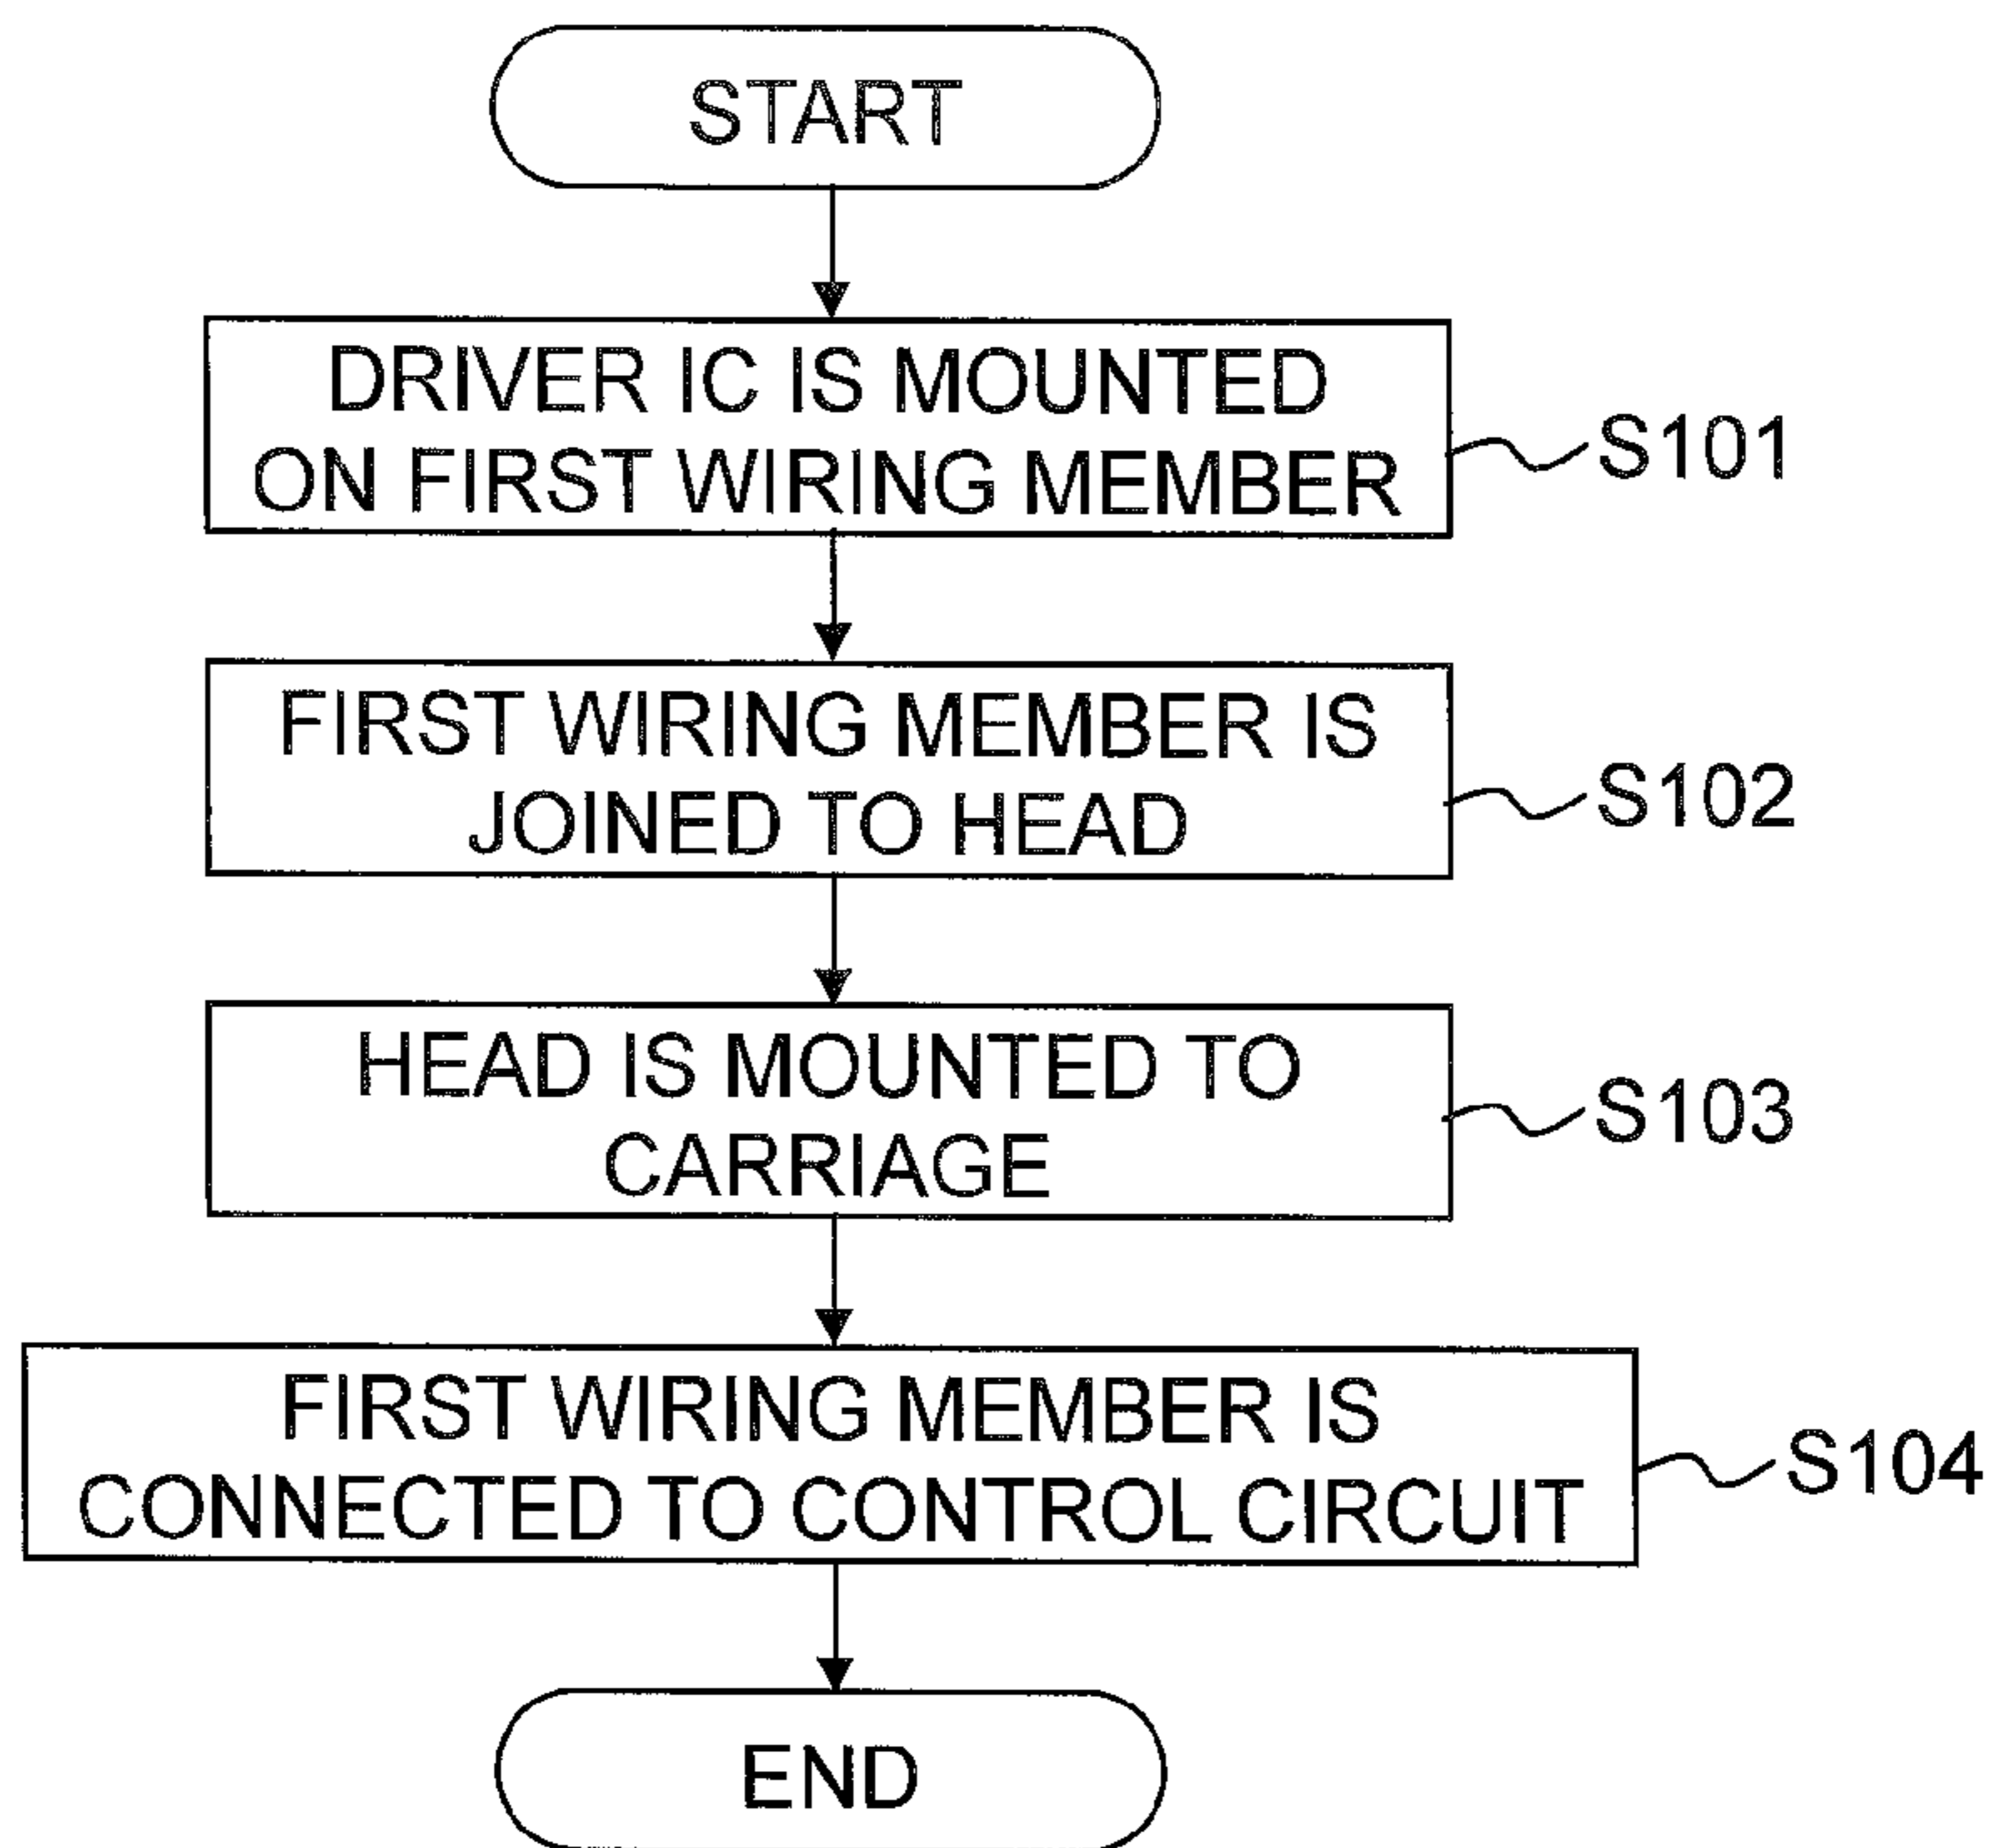 START
DRIVER IC IS MOUNTED
ON FIRST WIRING MEMBER
S101
FIRST WIRING MEMBER IS
JOINED TO HEAD
S102
HEAD IS MOUNTED TO
CARRIAGE
S103
FIRST WIRING MEMBER IS
CONNECTED TO CONTROL CIRCUIT
S104
END